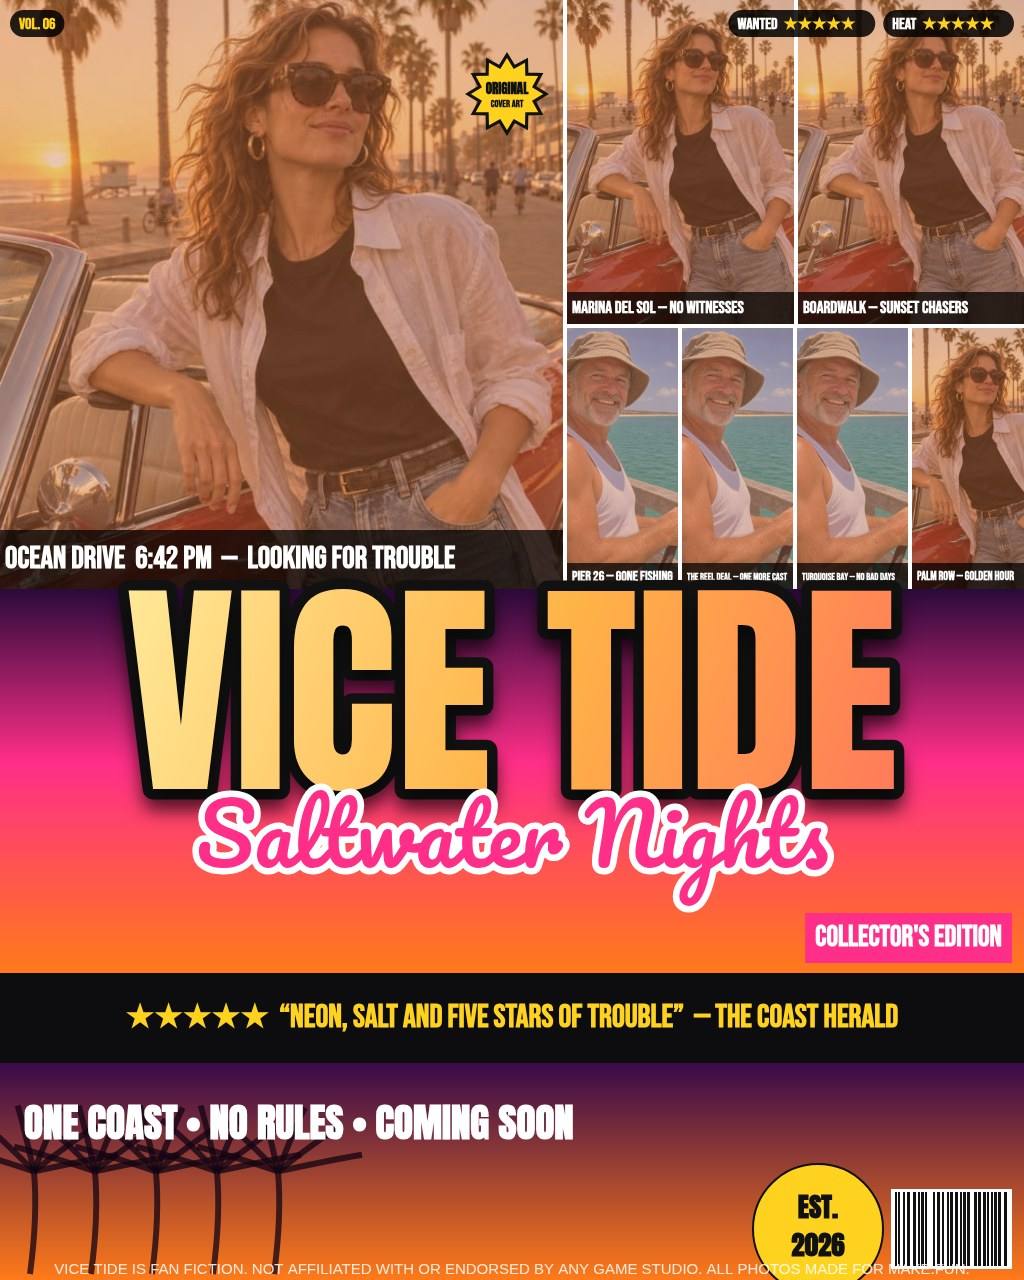 VOL. 06
WANTED ★★★★★
HEAT ★★★★★
ORIGINAL
COVER ART
MARINA DEL SOL — NO WITNESSES
BOARDWALK — SUNSET CHASERS
OCEAN DRIVE 6:42 PM — LOOKING FOR TROUBLE
PIER 26 — GONE FISHING
THE REEL DEAL — ONE MORE CAST
TURQUOISE BAY — NO BAD DAYS
PALM ROW — GOLDEN HOUR
VICE TIDE
Saltwater Nights
COLLECTOR'S EDITION
★★★★★ “NEON, SALT AND FIVE STARS OF TROUBLE” — THE COAST HERALD
ONE COAST • NO RULES • COMING SOON
EST.
2026
VICE TIDE IS FAN FICTION. NOT AFFILIATED WITH OR ENDORSED BY ANY GAME STUDIO. ALL PHOTOS MADE FOR MAKE.FUN.